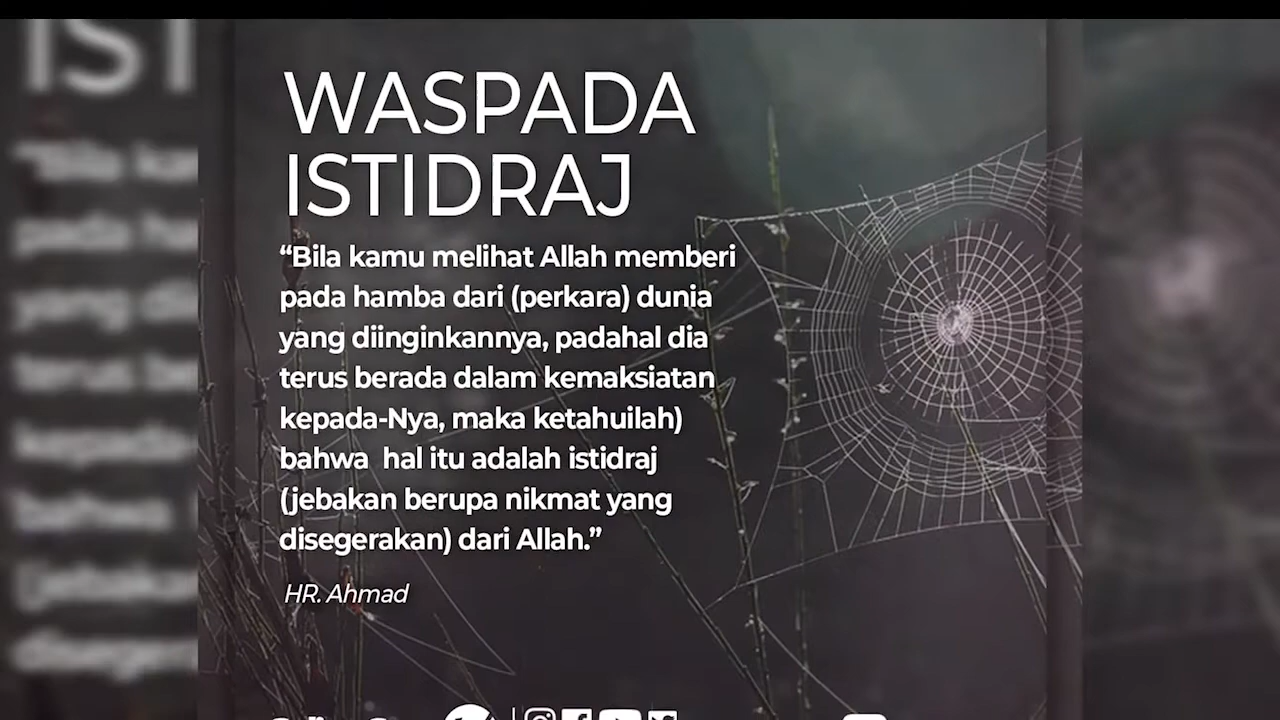 WASPADA
ISTIDRAJ
“Bila kamu melihat Allah memberi
pada hamba dari (perkara) dunia
yang diinginkannya, padahal dia
terus berada dalam kemaksiatan
kepada-Nya, maka ketahuilah)
bahwa  hal itu adalah istidraj
(jebakan berupa nikmat yang
disegerakan) dari Allah.”
HR. Ahmad